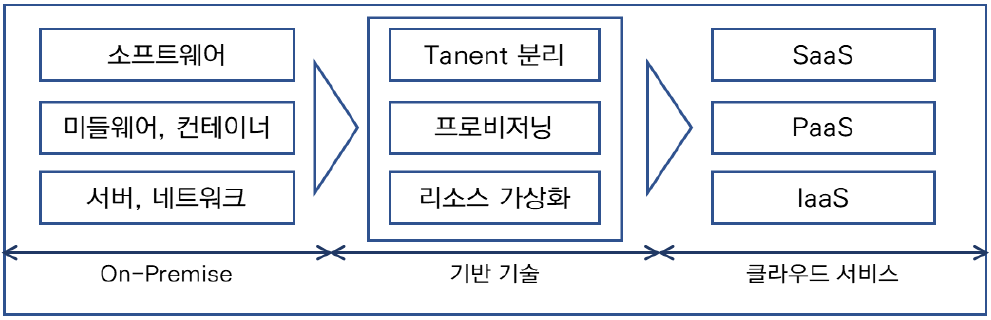 소프트웨어
Tanent 분리
SaaS
미들웨어, 컨테이너
프로비저닝
PaaS
서버, 네트워크
리소스 가상화
IaaS
On-Premise
기반 기술
클라우드 서비스